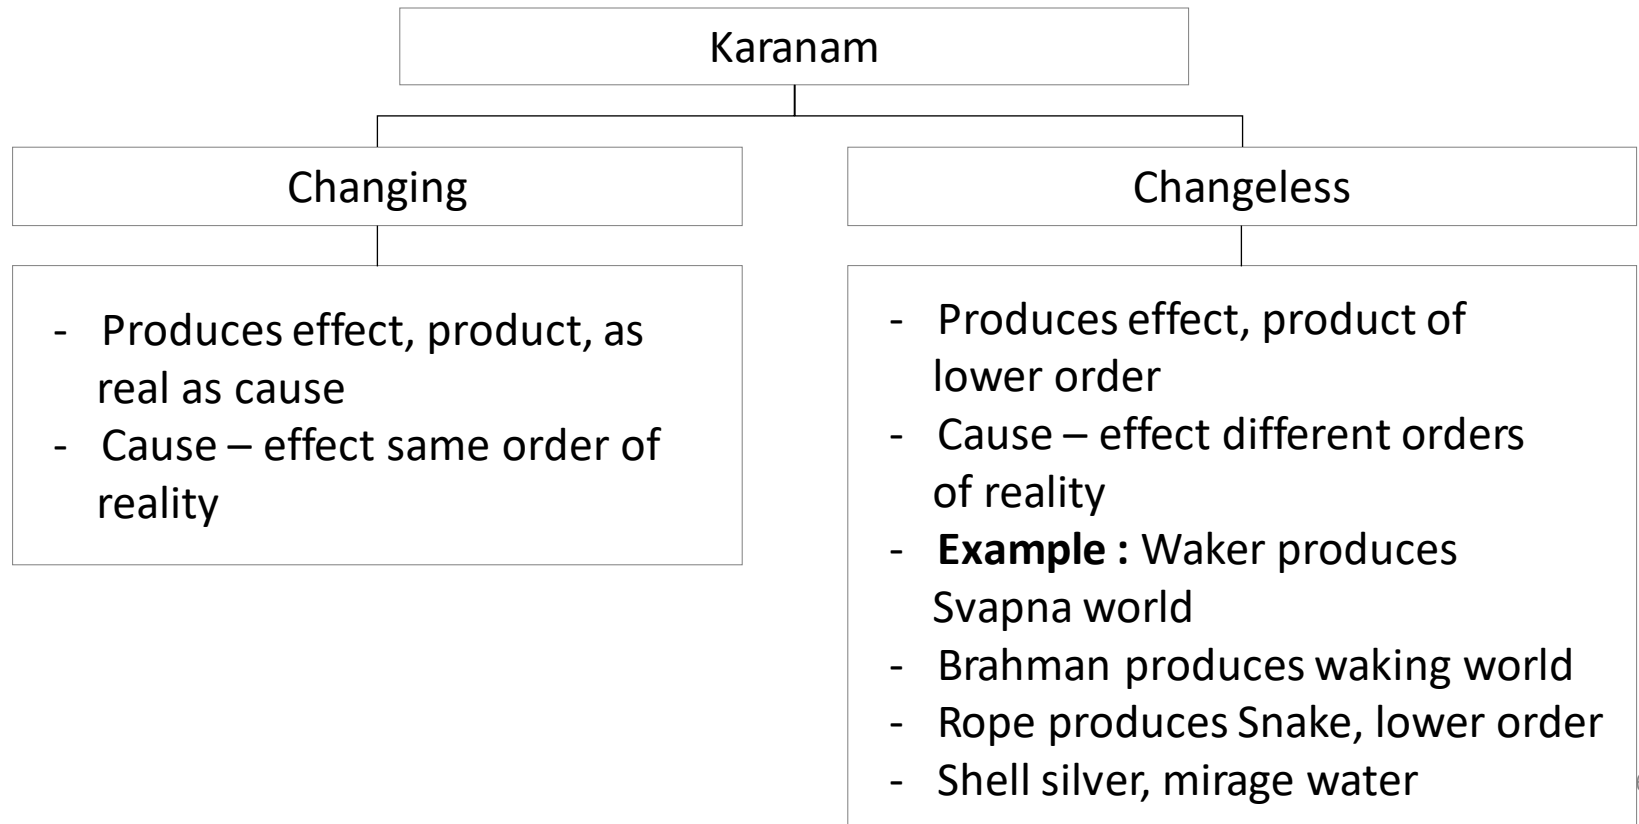 Karanam
Changing
Changeless
- Produces effect, product, as
real as cause
- Cause – effect same order of
reality
- Produces effect, product of
lower order
- Cause – effect different orders
of reality
- Example : Waker produces
Svapna world
- Brahman produces waking world
- Rope produces Snake, lower order
- Shell silver, mirage water